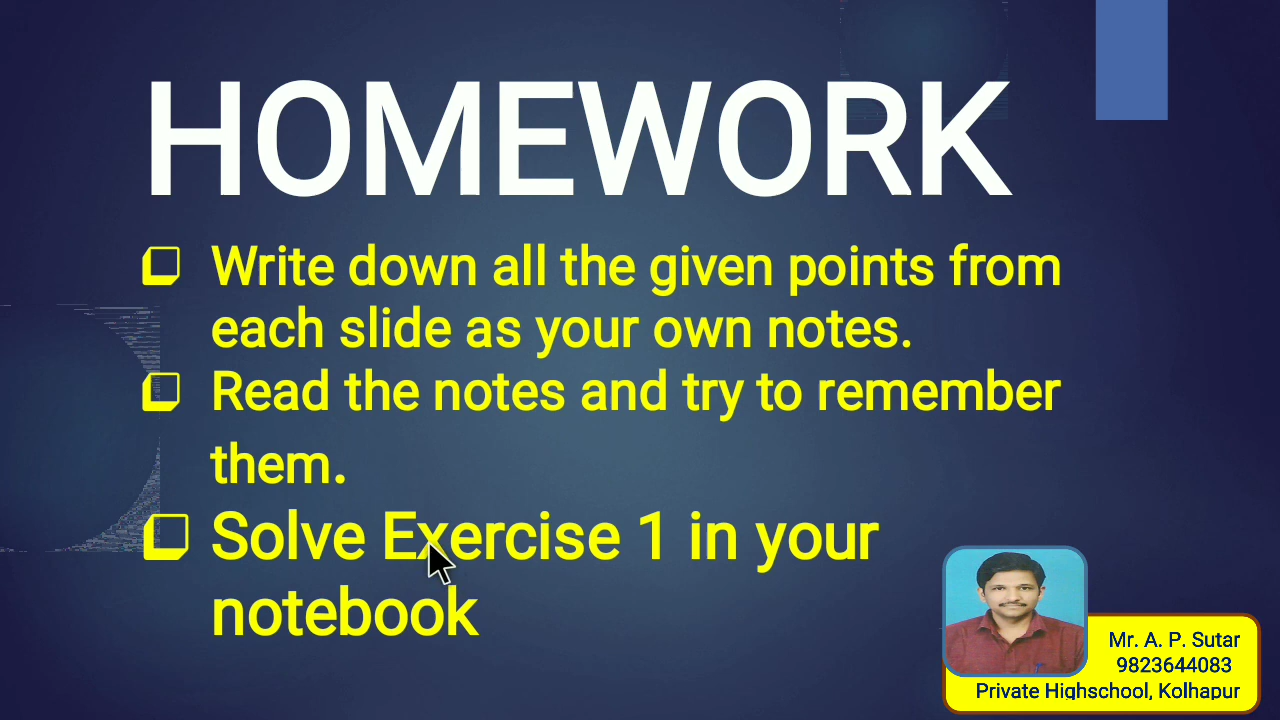 HOMEWORK
Write down all the given points from
each slide as your own notes.
Read the notes and try to remember
them.
Solve Exercise 1 in your
notebook
Mr. A. P. Sutar
9823644083
Private Highschool, Kolhapur